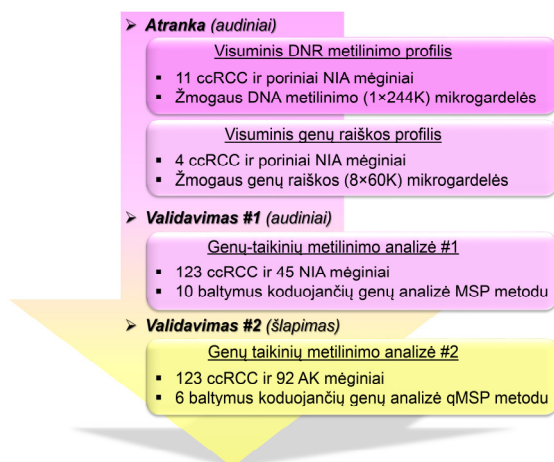 ➢ Atranka (audiniai)
Visuminis DNR metilinimo profilis
▪ 11 ccRCC ir poriniai NIA mėginiai
▪ Žmogaus DNA metilinimo (1×244K) mikrogardelės
Visuminis genų raiškos profilis
▪ 4 ccRCC ir poriniai NIA mėginiai
▪ Žmogaus genų raiškos (8×60K) mikrogardelės
➢ Validavimas #1 (audiniai)
Genų-taikinių metilinimo analizė #1
▪ 123 ccRCC ir 45 NIA mėginiai
▪ 10 baltymus koduojančių genų analizė MSP metodu
➢ Validavimas #2 (šlapimas)
Genų taikinių metilinimo analizė #2
▪ 123 ccRCC ir 92 AK mėginiai
▪ 6 baltymus koduojančių genų analizė qMSP metodu